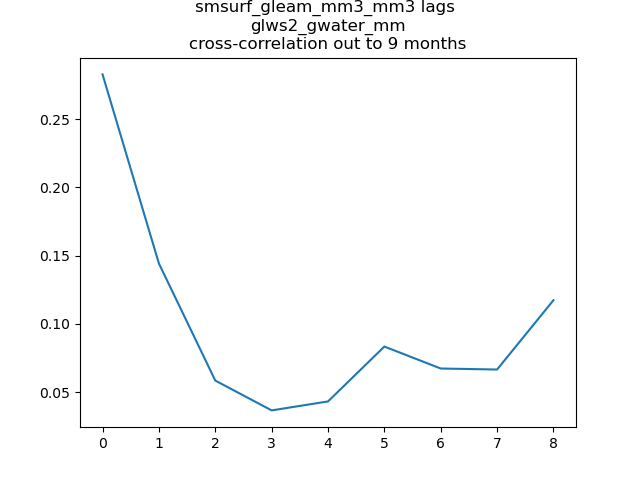 smsurf_gleam_mm3_mm3 lags
glws2_gwater_mm
cross-correlation out to 9 months
0.25
0.20
0.15
0.10
0.05
0 1 2 3 4 5 6 7 8